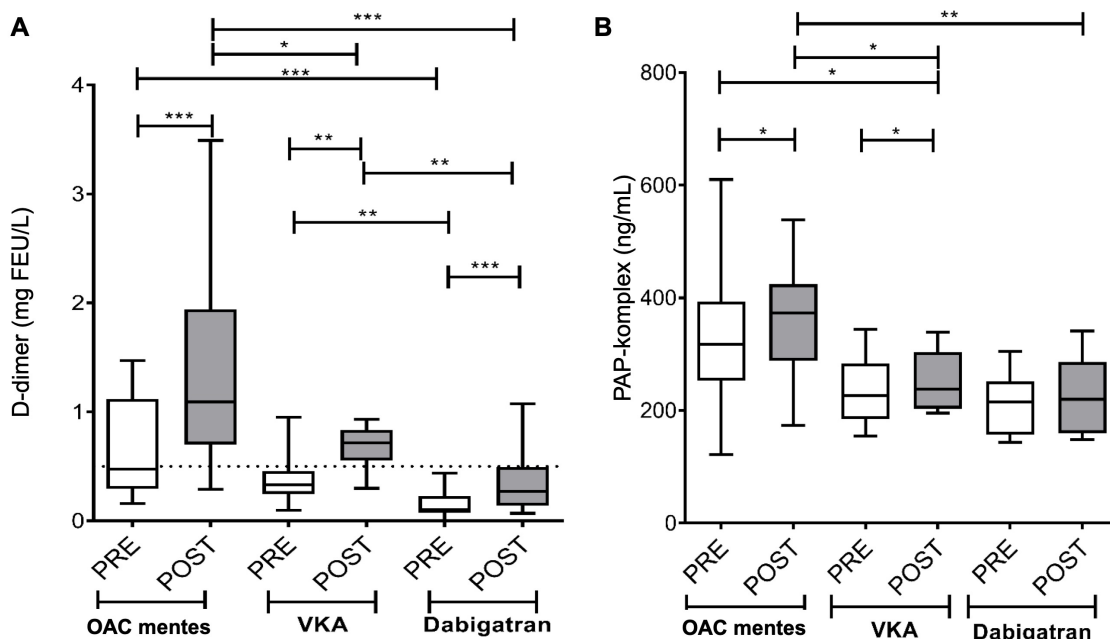 A
***
*
***
***
**
**
**
***
D-dimer (mg FEU/L)
4
3
2
1
0
PRE
POST
PRE
POST
PRE
POST
OAC mentes
VKA
Dabigatran
B
**
*
*
*
*
PAP-komplex (ng/mL)
800
600
400
200
0
PRE
POST
PRE
POST
PRE
POST
OAC mentes
VKA
Dabigatran